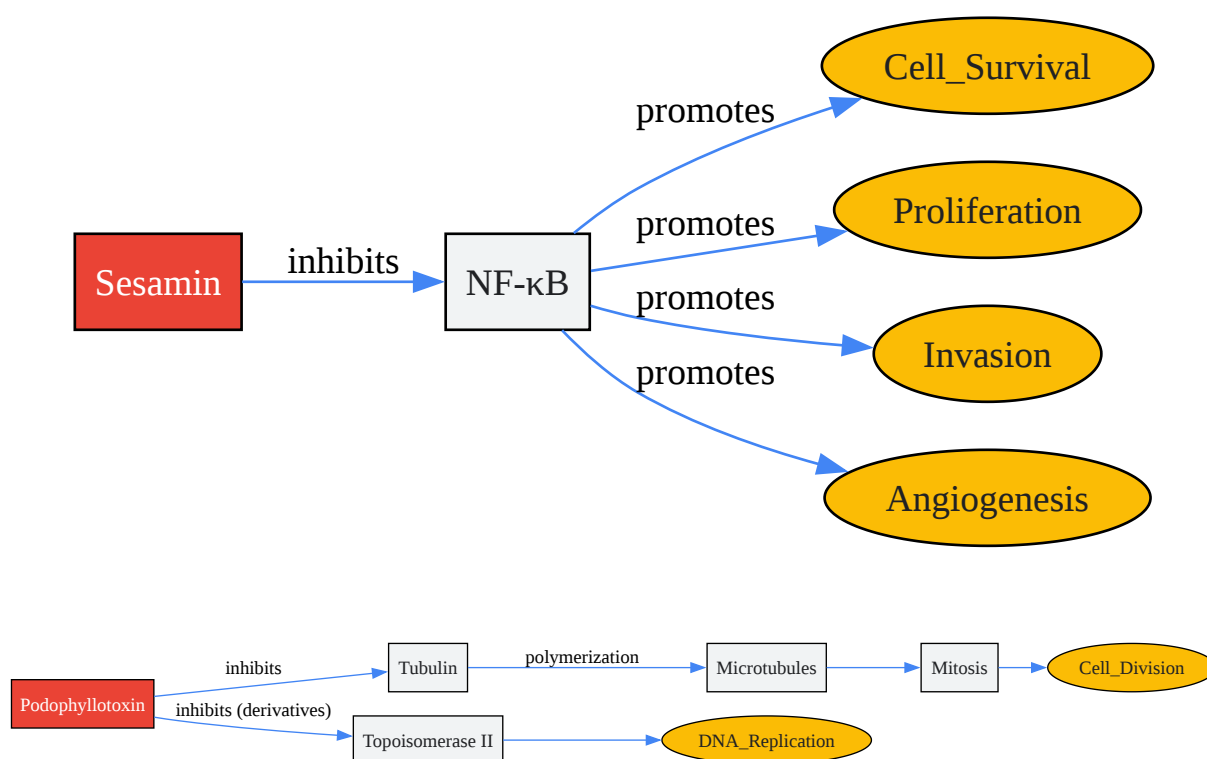 Cell_Survival
promotes
Proliferation
promotes
Sesamin
inhibits
NF-κB
promotes
Invasion
promotes
Angiogenesis
Podophyllotoxin
inhibits
Tubulin
polymerization
Microtubules
Mitosis
Cell_Division
inhibits (derivatives)
Topoisomerase II
DNA_Replication